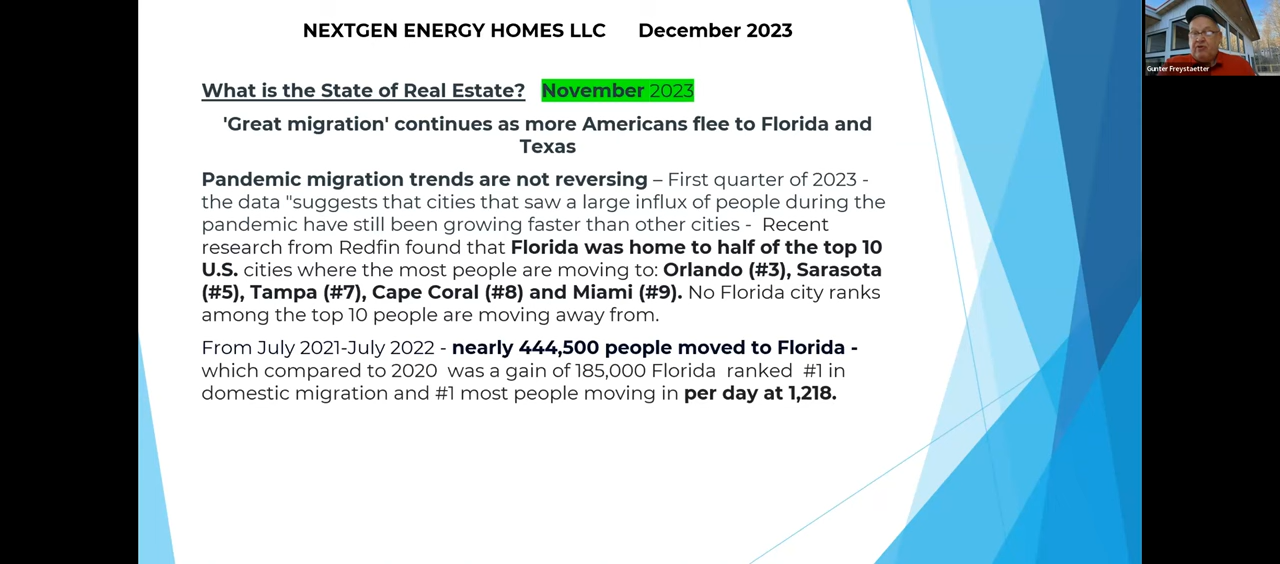 NEXTGEN ENERGY HOMES LLC December 2023
What is the State of Real Estate? November 2023
'Great migration' continues as more Americans flee to Florida and
Texas
Pandemic migration trends are not reversing – First quarter of 2023 -
the data "suggests that cities that saw a large influx of people during the
pandemic have still been growing faster than other cities - Recent
research from Redfin found that Florida was home to half of the top 10
U.S. cities where the most people are moving to: Orlando (#3), Sarasota
(#5), Tampa (#7), Cape Coral (#8) and Miami (#9). No Florida city ranks
among the top 10 people are moving away from.
From July 2021-July 2022 - nearly 444,500 people moved to Florida -
which compared to 2020 was a gain of 185,000 Florida ranked #1 in
domestic migration and #1 most people moving in per day at 1,218.
Gunter Freystaetter